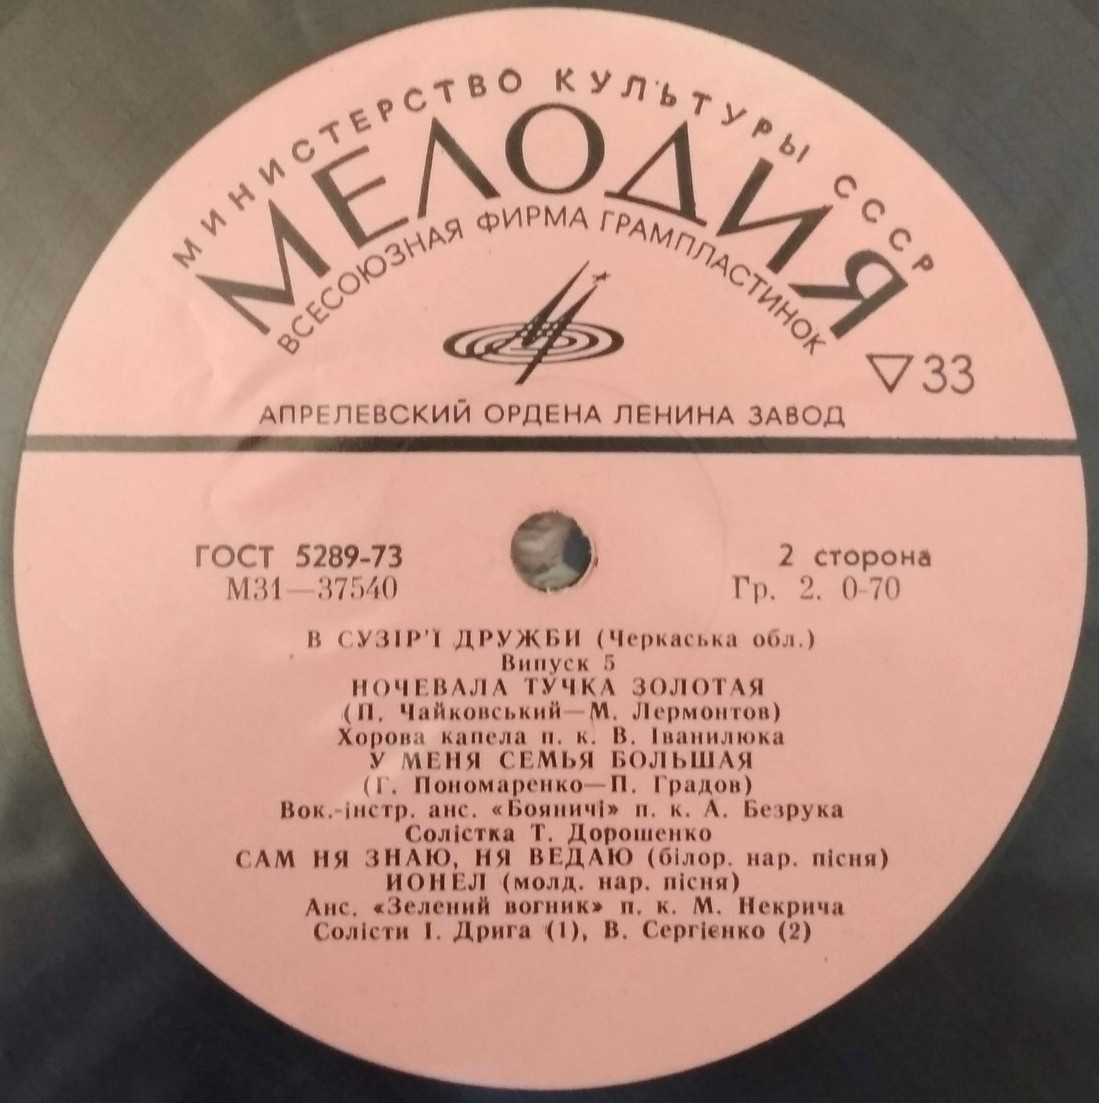 МИНИСТЕРСТВО КУЛЬТУРЫ СССР
МЕЛОДИЯ
ВСЕСОЮЗНАЯ ФИРМА ГРАМПЛАСТИНОК
▽33
АПРЕЛЕВСКИЙ ОРДЕНА ЛЕНИНА ЗАВОД
ГОСТ 5289-73
2 сторона
М31—37540
Гр. 2. 0-70
В СУЗІР'Ї ДРУЖБИ (Черкаська обл.)
Випуск 5
НОЧЕВАЛА ТУЧКА ЗОЛОТАЯ
(П. Чайковський—М. Лермонтов)
Хорова капела п. к. В. Іванилюка
У МЕНЯ СЕМЬЯ БОЛЬШАЯ
(Г. Пономаренко—П. Градов)
Вок.-інстр. анс. «Бояничі» п. к. А. Безрука
Солістка Т. Дорошенко
САМ НЯ ЗНАЮ, НЯ ВЕДАЮ (білор. нар. пісня)
ИОНЕЛ (молд. нар. пісня)
Анс. «Зелений вогник» п. к. М. Некрича
Солісти І. Дрига (1), В. Сергієнко (2)